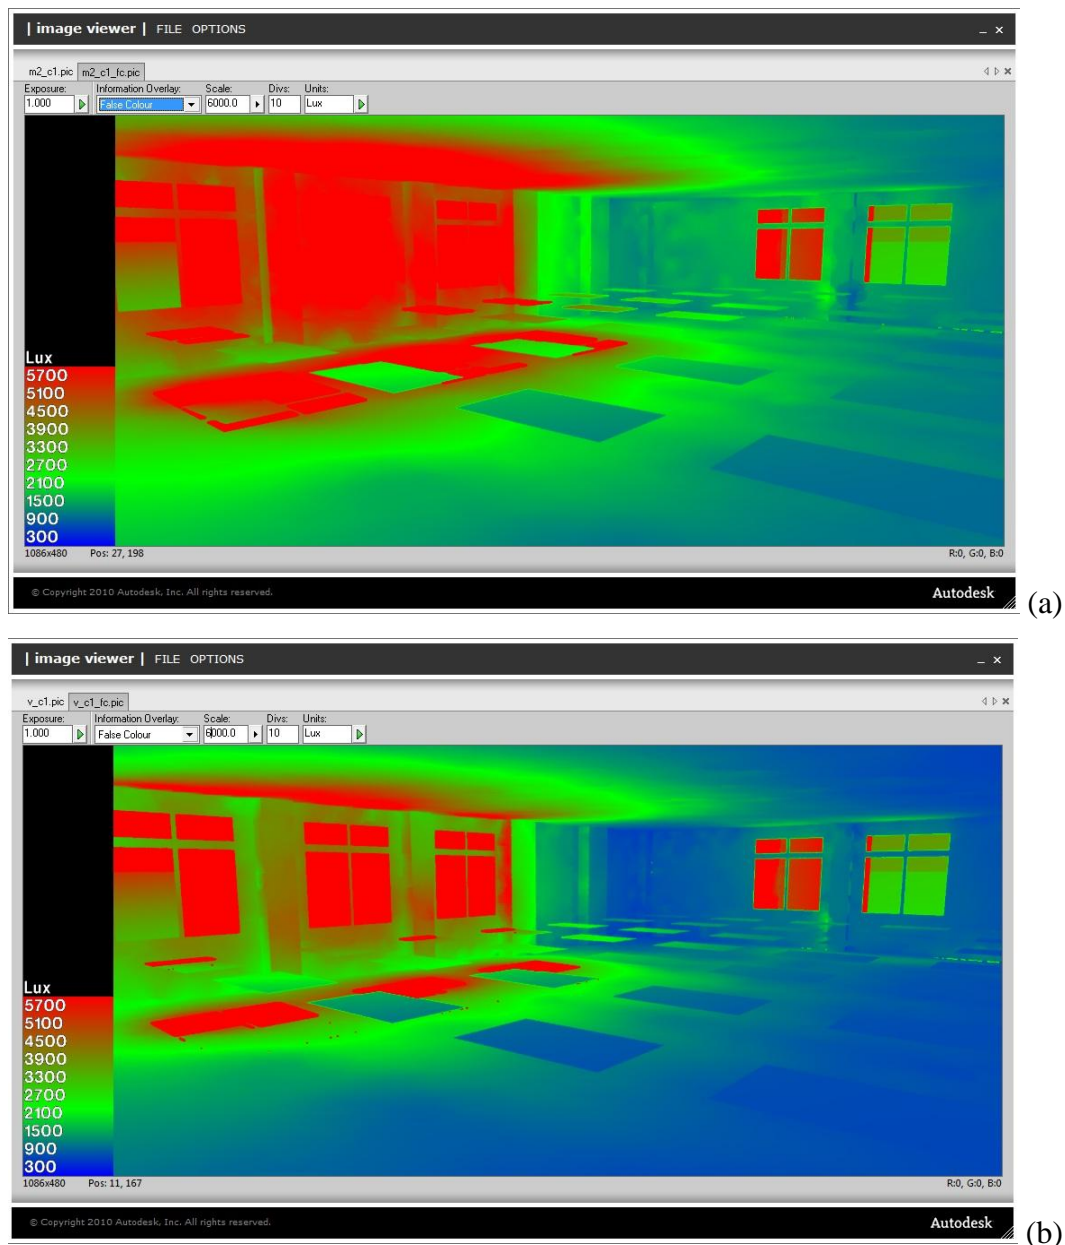 | image viewer | FILE OPTIONS
m2_c1.pic m2_c1_fc.pic
Exposure: Information Overlay: Scale: Divs: Units:
1.000 False Colour 6000.0 10 Lux
Lux
5700
5100
4500
3900
3300
2700
2100
1500
900
300
1086x480 Pos: 27, 198 R:0, G:0, B:0
© Copyright 2010 Autodesk, Inc. All rights reserved. Autodesk
(a)
| image viewer | FILE OPTIONS
v_c1.pic v_c1_fc.pic
Exposure: Information Overlay: Scale: Divs: Units:
1.000 False Colour 6000.0 10 Lux
Lux
5700
5100
4500
3900
3300
2700
2100
1500
900
300
1086x480 Pos: 11, 167 R:0, G:0, B:0
© Copyright 2010 Autodesk, Inc. All rights reserved. Autodesk
(b)